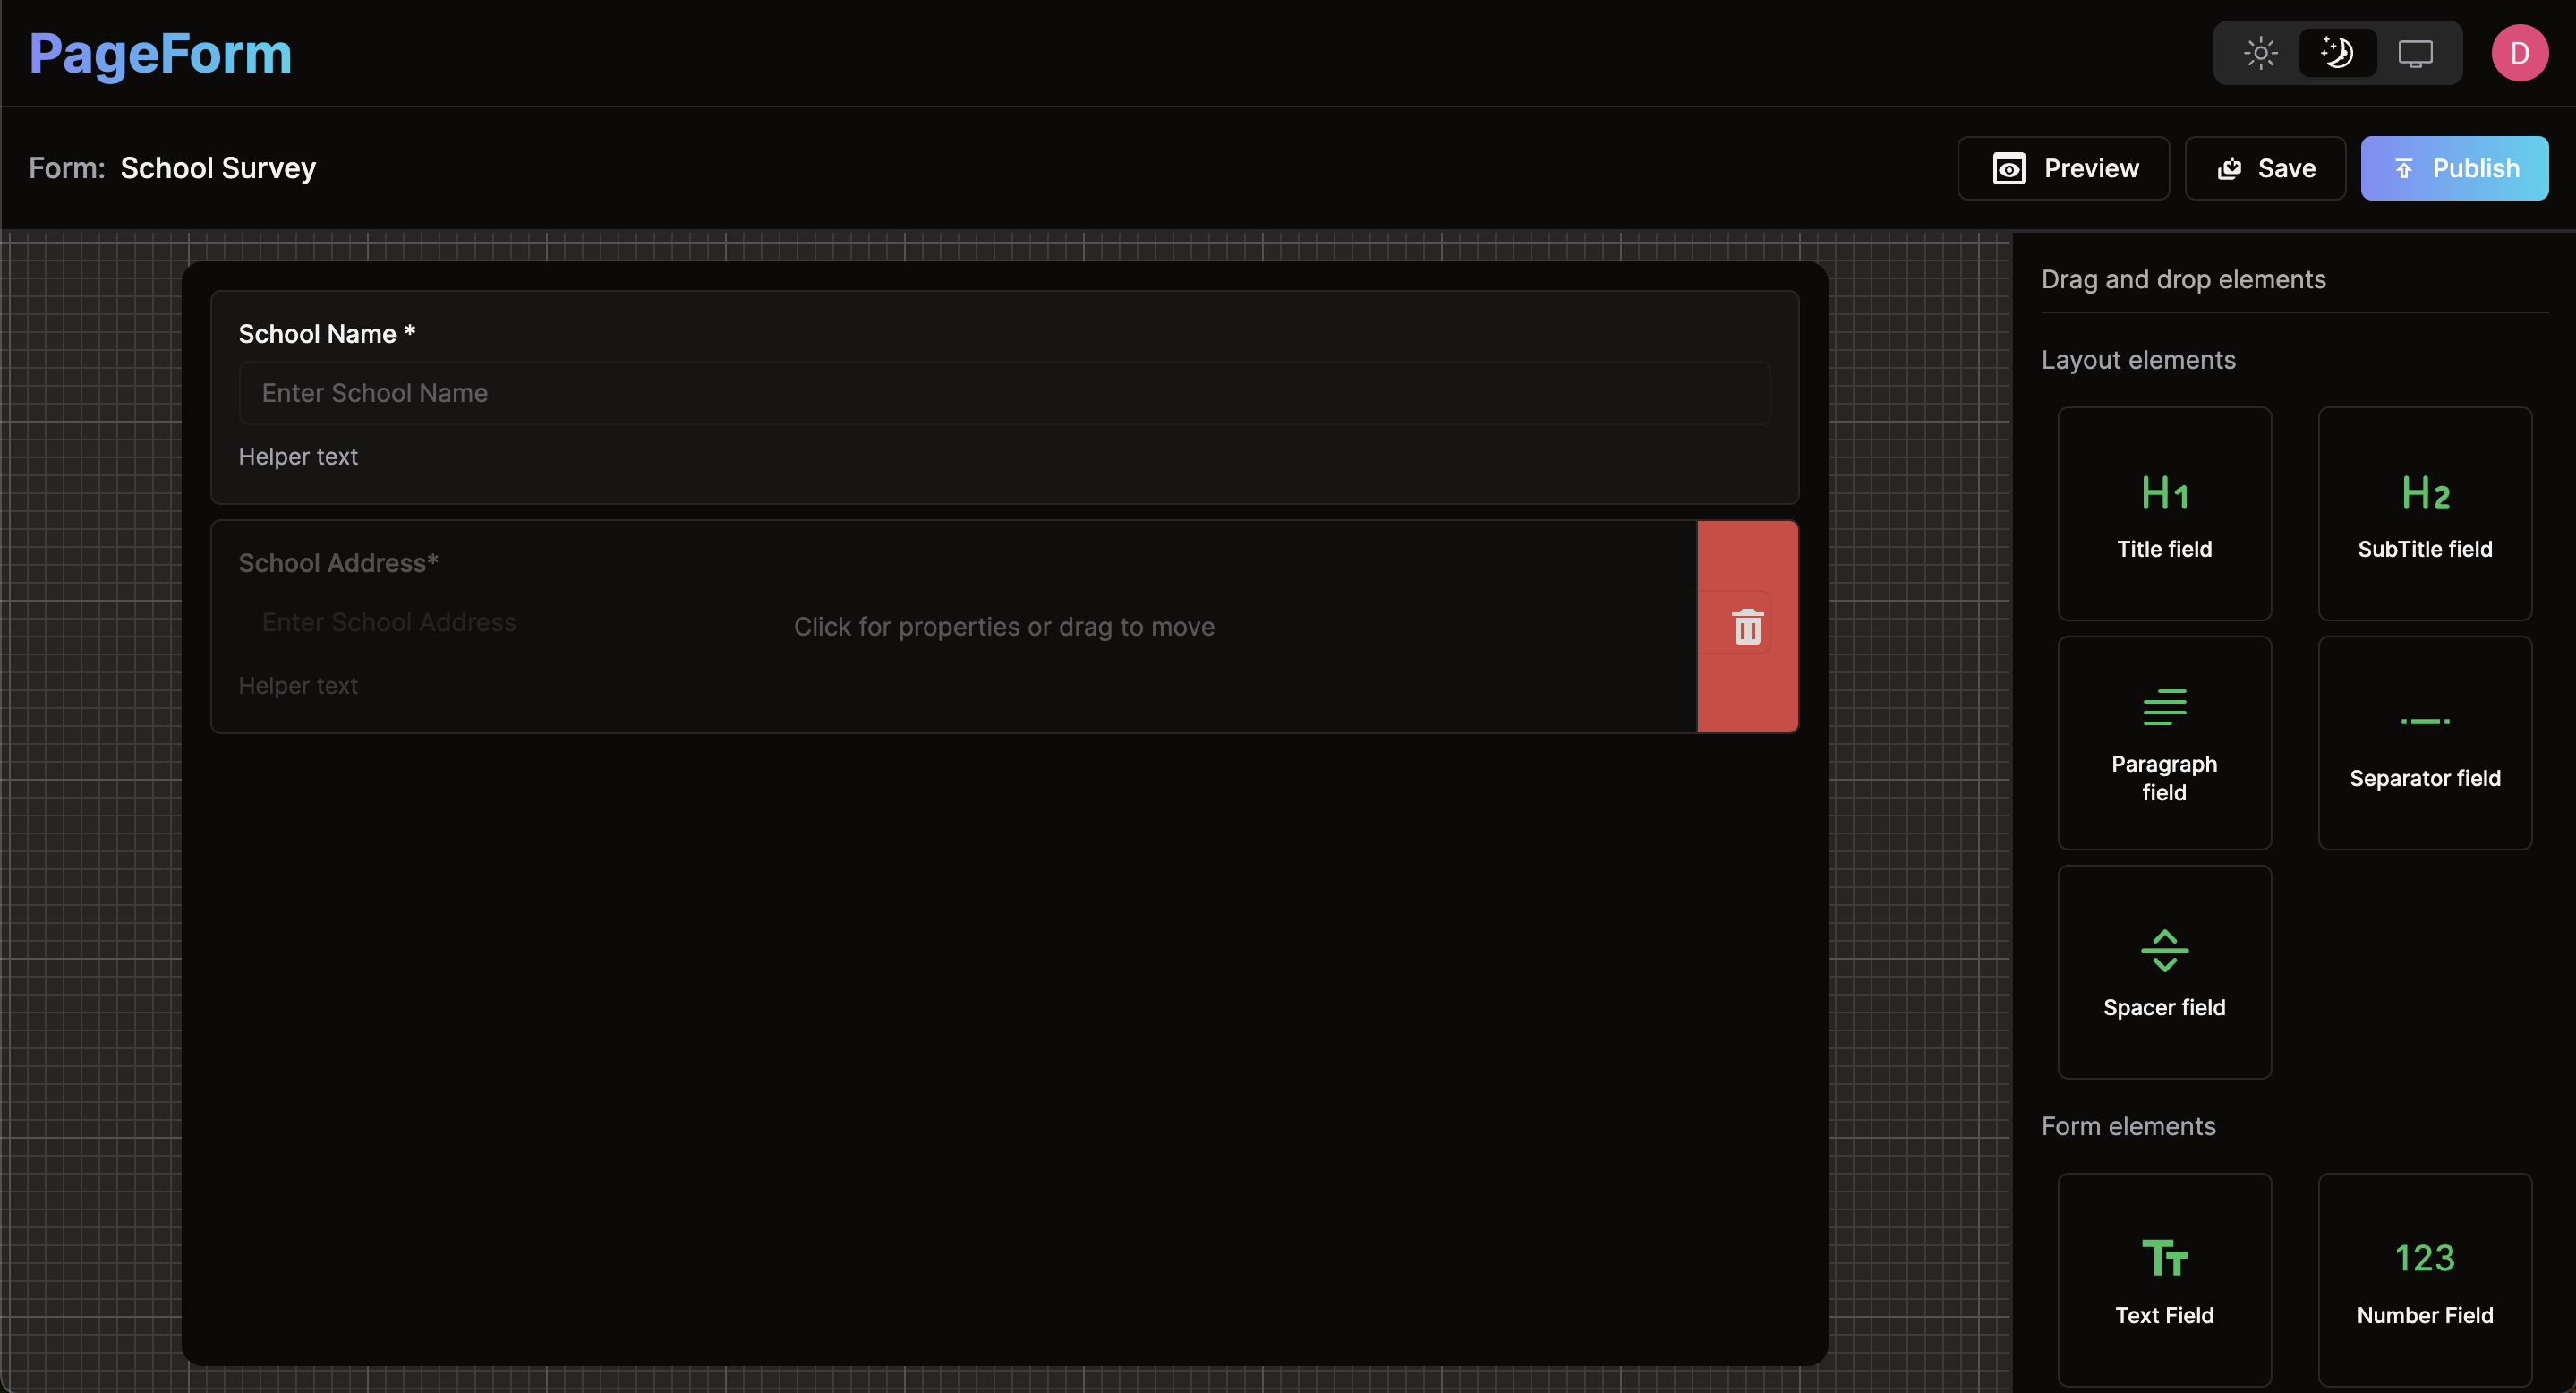 PageForm
D
Form: School Survey
Preview
Save
Publish
School Name *
Enter School Name
Helper text
School Address*
Enter School Address
Click for properties or drag to move
Helper text
Drag and drop elements
Layout elements
H1
Title field
H2
SubTitle field
Paragraph
field
Separator field
Spacer field
Form elements
Tт
Text Field
123
Number Field